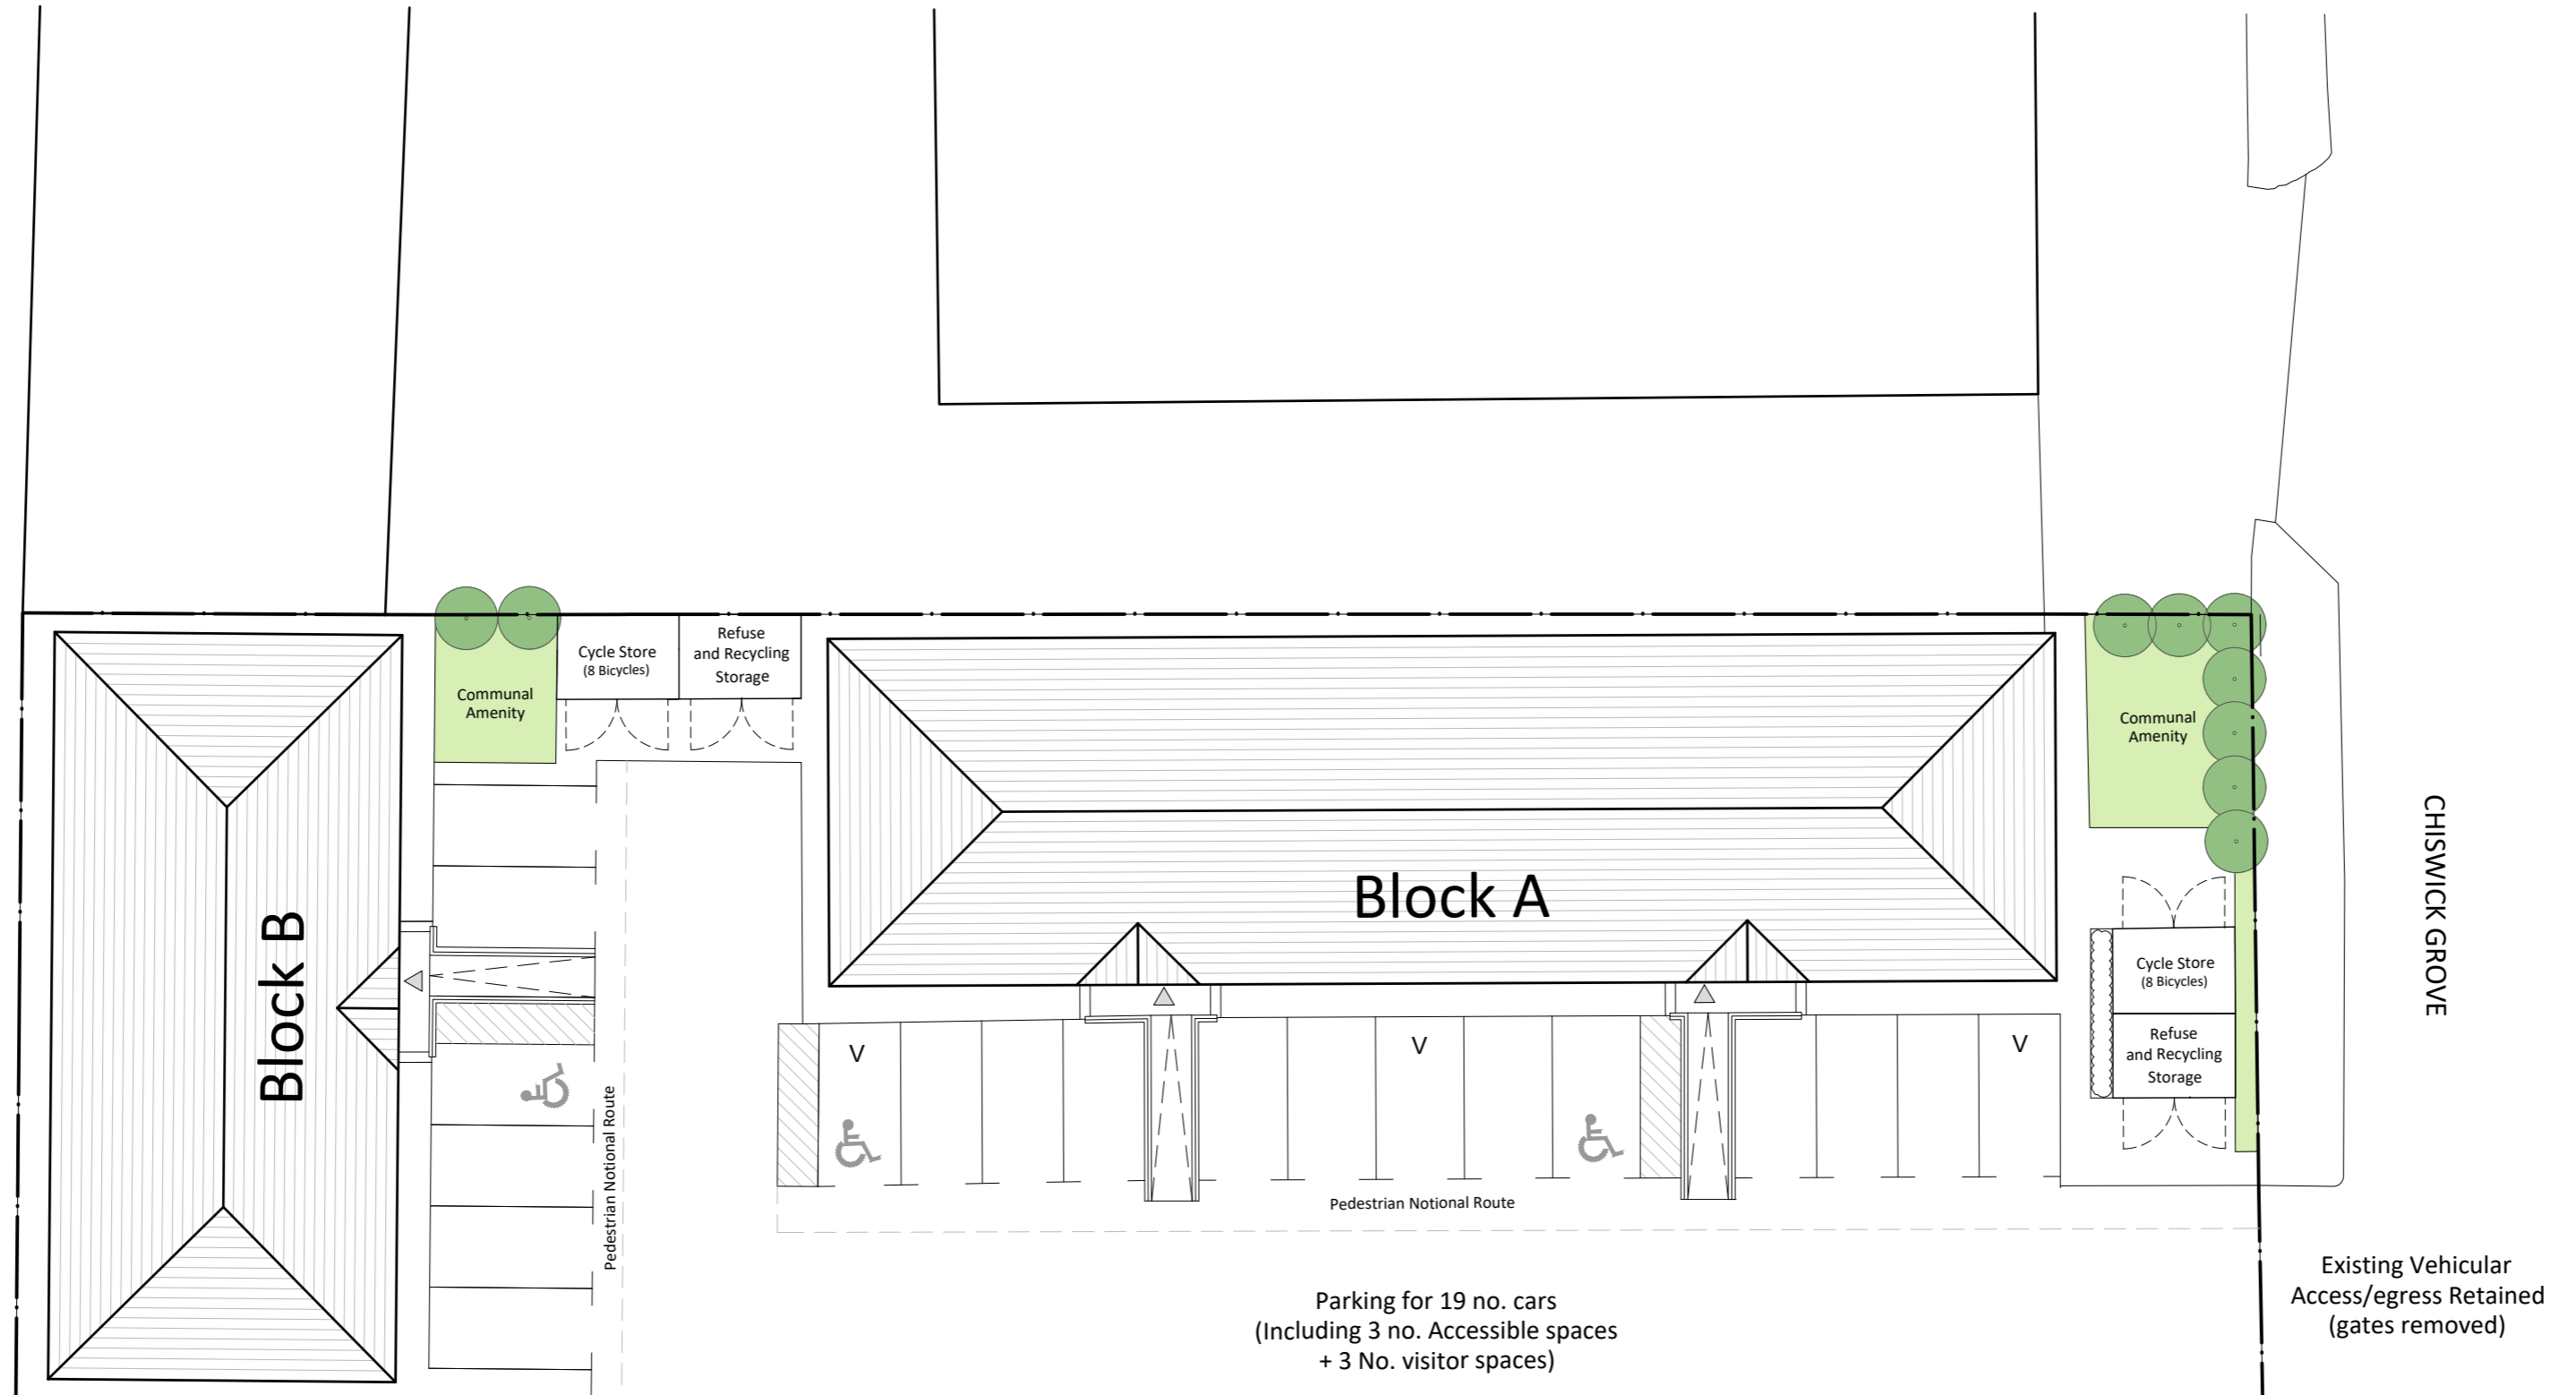 Communal
Amenity
Cycle Store
(8 Bicycles)
Refuse
and Recycling
Storage
Block B
Pedestrian Notional Route
Block A
V
V
V
Pedestrian Notional Route
Communal
Amenity
Cycle Store
(8 Bicycles)
Refuse
and Recycling
Storage
CHISWICK GROVE
Parking for 19 no. cars
(Including 3 no. Accessible spaces
+ 3 No. visitor spaces)
Existing Vehicular
Access/egress Retained
(gates removed)